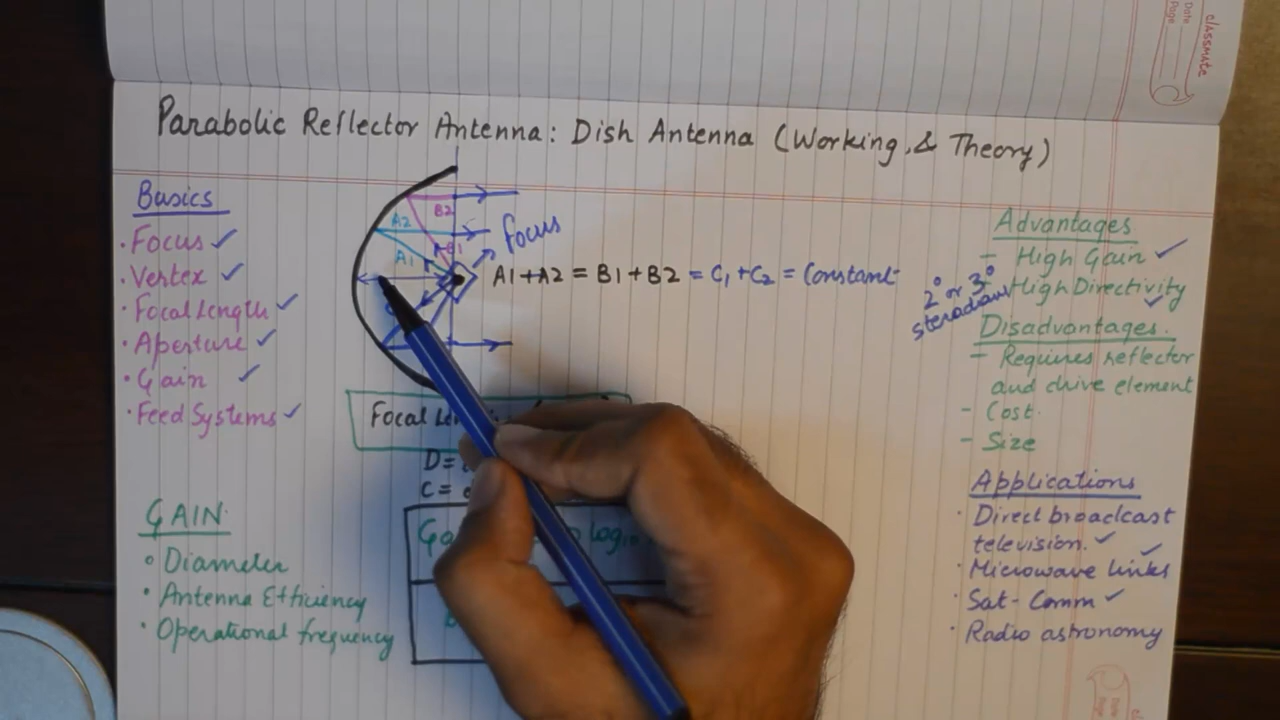 classmate
Date
Page
Parabolic Reflector Antenna: Dish Antenna (Working, & Theory)
Basics
· Focus ✓
· Vertex ✓
· Focal Length ✓
· Aperture ✓
· Gain ✓
· Feed Systems ✓
GAIN
° Diameter
· Antenna Efficiency
· Operational frequency
A2
B2
A1
B1
focus
A1+A2 = B1+B2 = C1+C2 = Constant
Focal
D=
C=
log
Advantages
- High Gain ✓
- High Directivity ✓
2° or 3°
steradians
Disadvantages.
- Requires reflector
and drive element
- Cost.
- Size
Applications
· Direct broadcast
television. ✓
· Microwave links ✓
· Sat-Comm ✓
· Radio astronomy